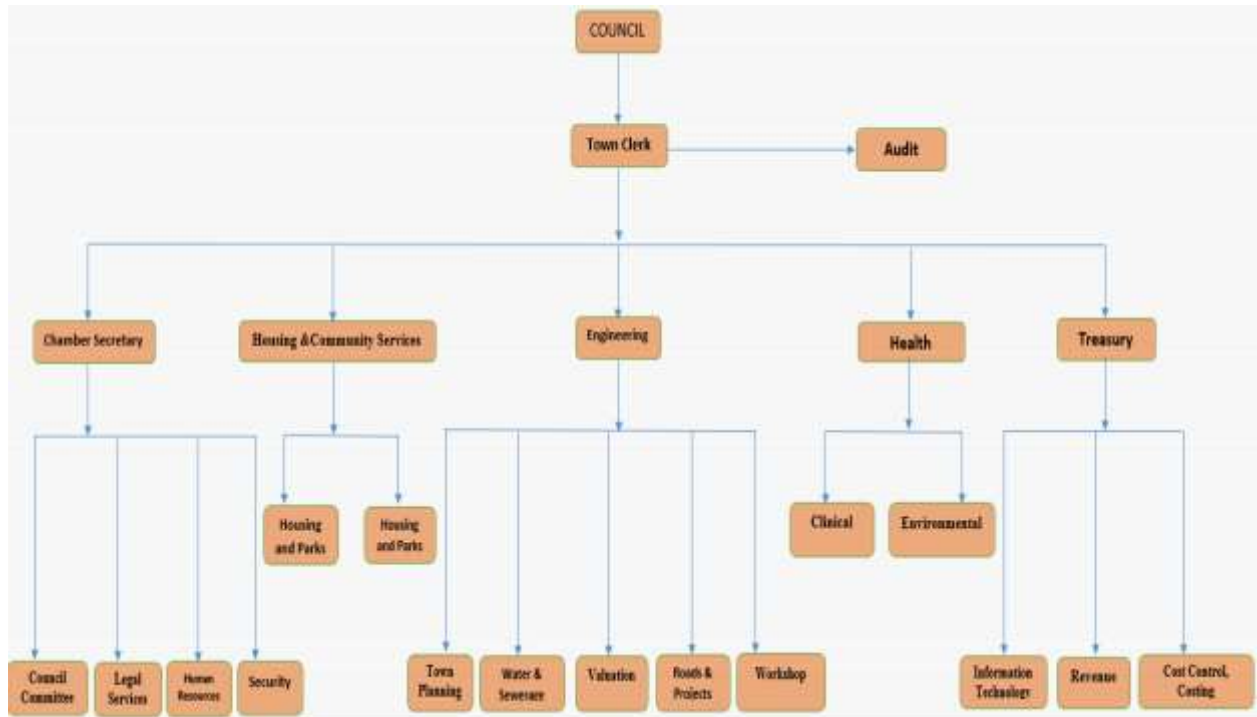 COUNCIL
Town Clerk
Audit
Chamber Secretary
Housing &Community Services
Engineering
Health
Treasury
Housing
and Parks
Housing
and Parks
Clinical
Environmental
Council
Committee
Legal
Services
Human
Resources
Security
Town
Planning
Water &
Valuation
Roads &
Projects
Workshop
Information
Technology
Revenue
Cost Control,
Costing